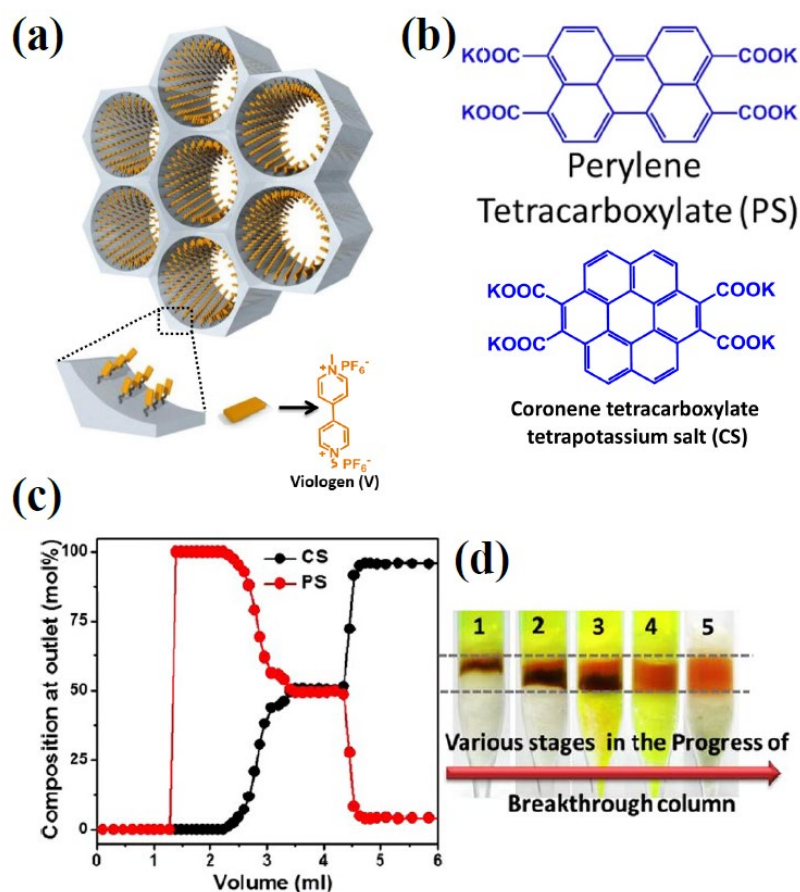 (a)
PF₆⁻
N
+
+
N
PF₆⁻
Viologen (V)
(b)
KOOC
COOK
KOOC
COOK
Perylene
Tetracarboxylate (PS)
KOOC
COOK
KOOC
COOK
Coronene tetracarboxylate
tetrapotassium salt (CS)
(c)
Composition at outlet (mol%)
100
75
50
25
0
CS
PS
0 1 2 3 4 5 6
Volume (ml)
(d)
1 2 3 4 5
Various stages in the Progress of
Breakthrough column